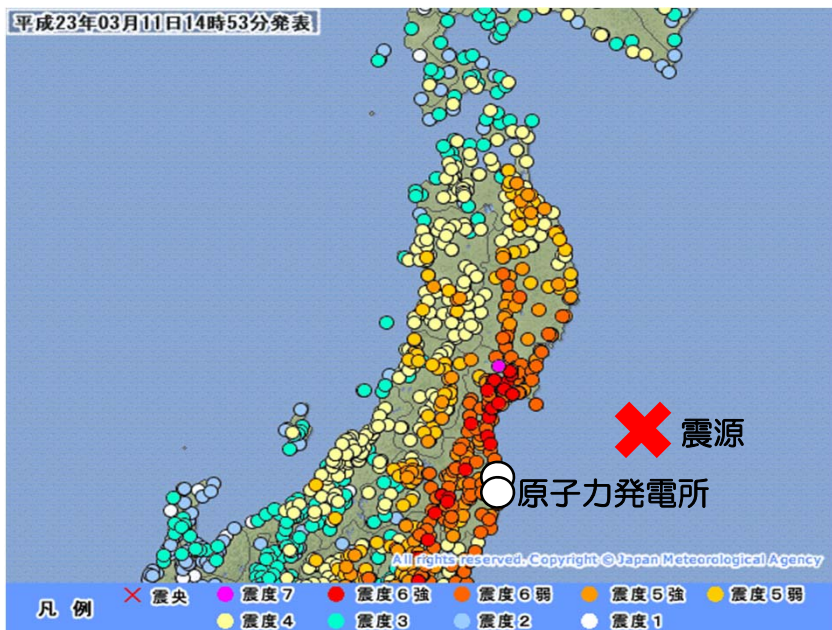 平成23年03月11日14時53分発表
震源
原子力発電所
All rights reserved. Copyright © Japan Meteorological Agency
凡例 震央 震度7 震度6強 震度6弱 震度5強 震度5弱
震度4 震度3 震度2 震度1